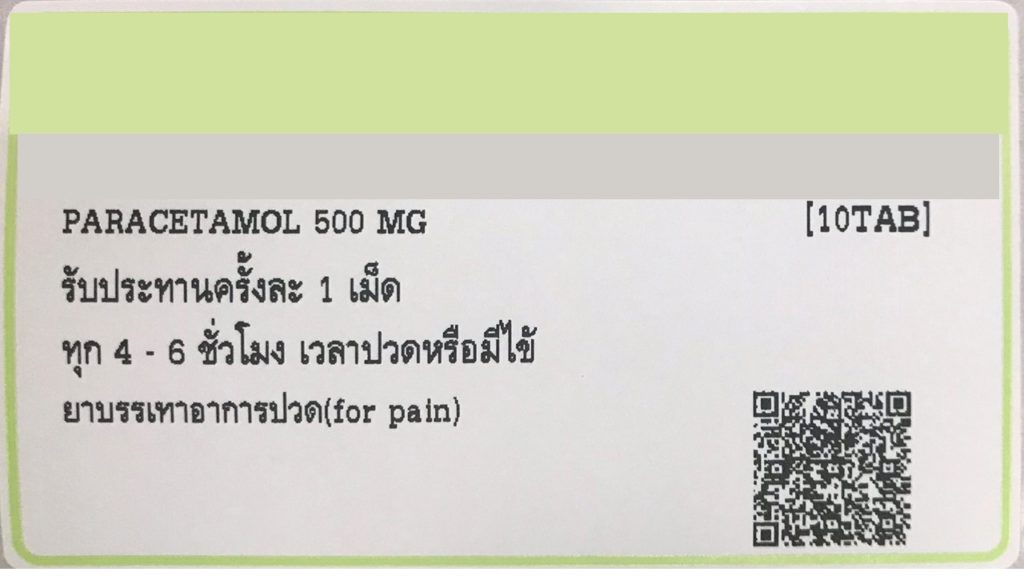 PARACETAMOL 500 MG [10TAB]
รับประทานครั้งละ 1 เม็ด
ทุก 4 - 6 ชั่วโมง เวลาปวดหรือมีไข้
ยาบรรเทาอาการปวด(for pain)